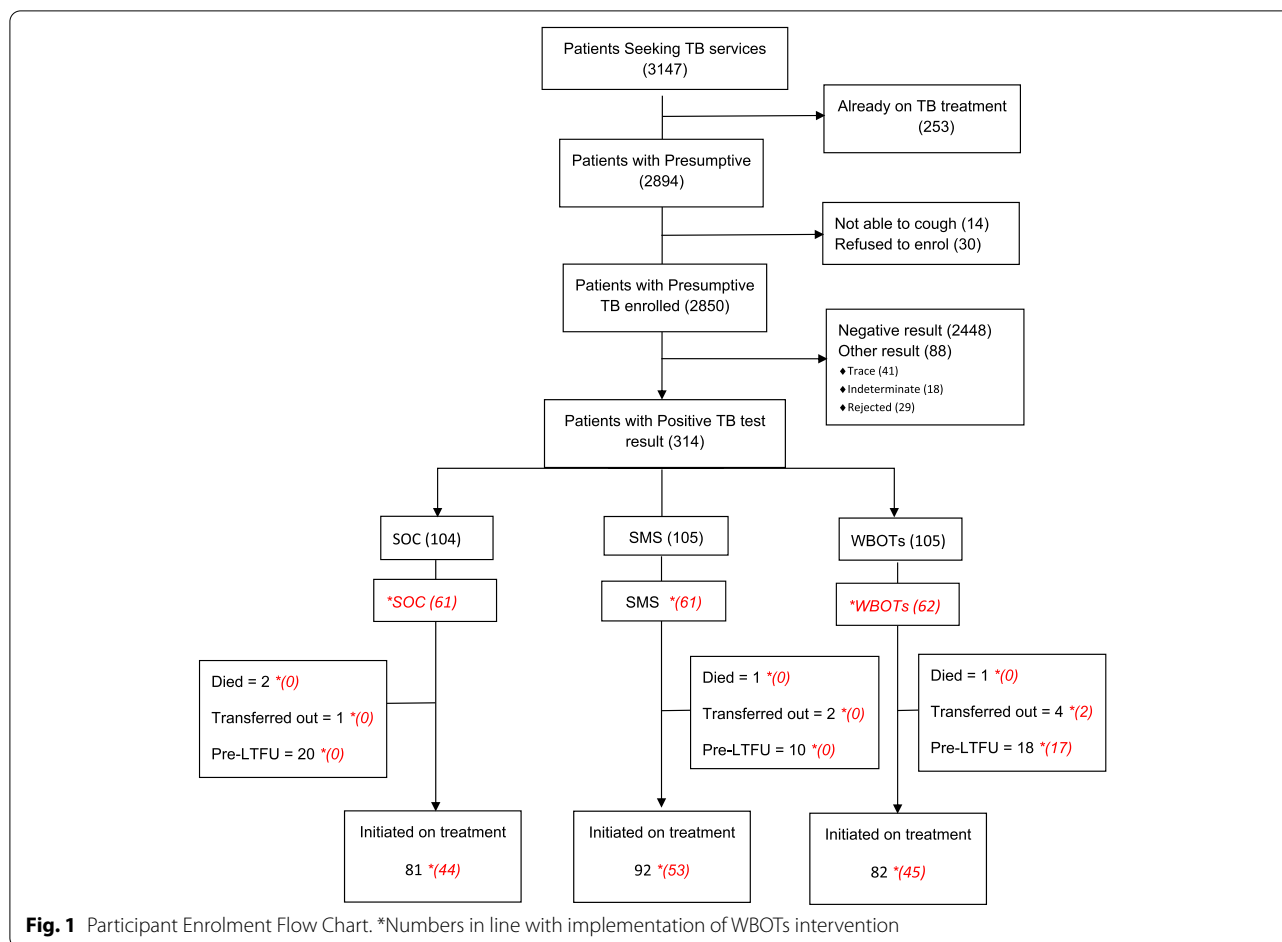 Patients Seeking TB services
(3147)
Already on TB treatment
(253)
Patients with Presumptive
(2894)
Not able to cough (14)
Refused to enrol (30)
Patients with Presumptive
TB enrolled (2850)
Negative result (2448)
Other result (88)
♦Trace (41)
♦Indeterminate (18)
♦Rejected (29)
Patients with Positive TB test
result (314)
SOC (104)
SMS (105)
WBOTs (105)
*SOC (61)
SMS *(61)
*WBOTs (62)
Died = 2 *(0)
Transferred out = 1 *(0)
Pre-LTFU = 20 *(0)
Died = 1 *(0)
Transferred out = 2 *(0)
Pre-LTFU = 10 *(0)
Died = 1 *(0)
Transferred out = 4 *(2)
Pre-LTFU = 18 *(17)
Initiated on treatment
81 *(44)
Initiated on treatment
92 *(53)
Initiated on treatment
82 *(45)
Fig. 1 Participant Enrolment Flow Chart. *Numbers in line with implementation of WBOTs intervention